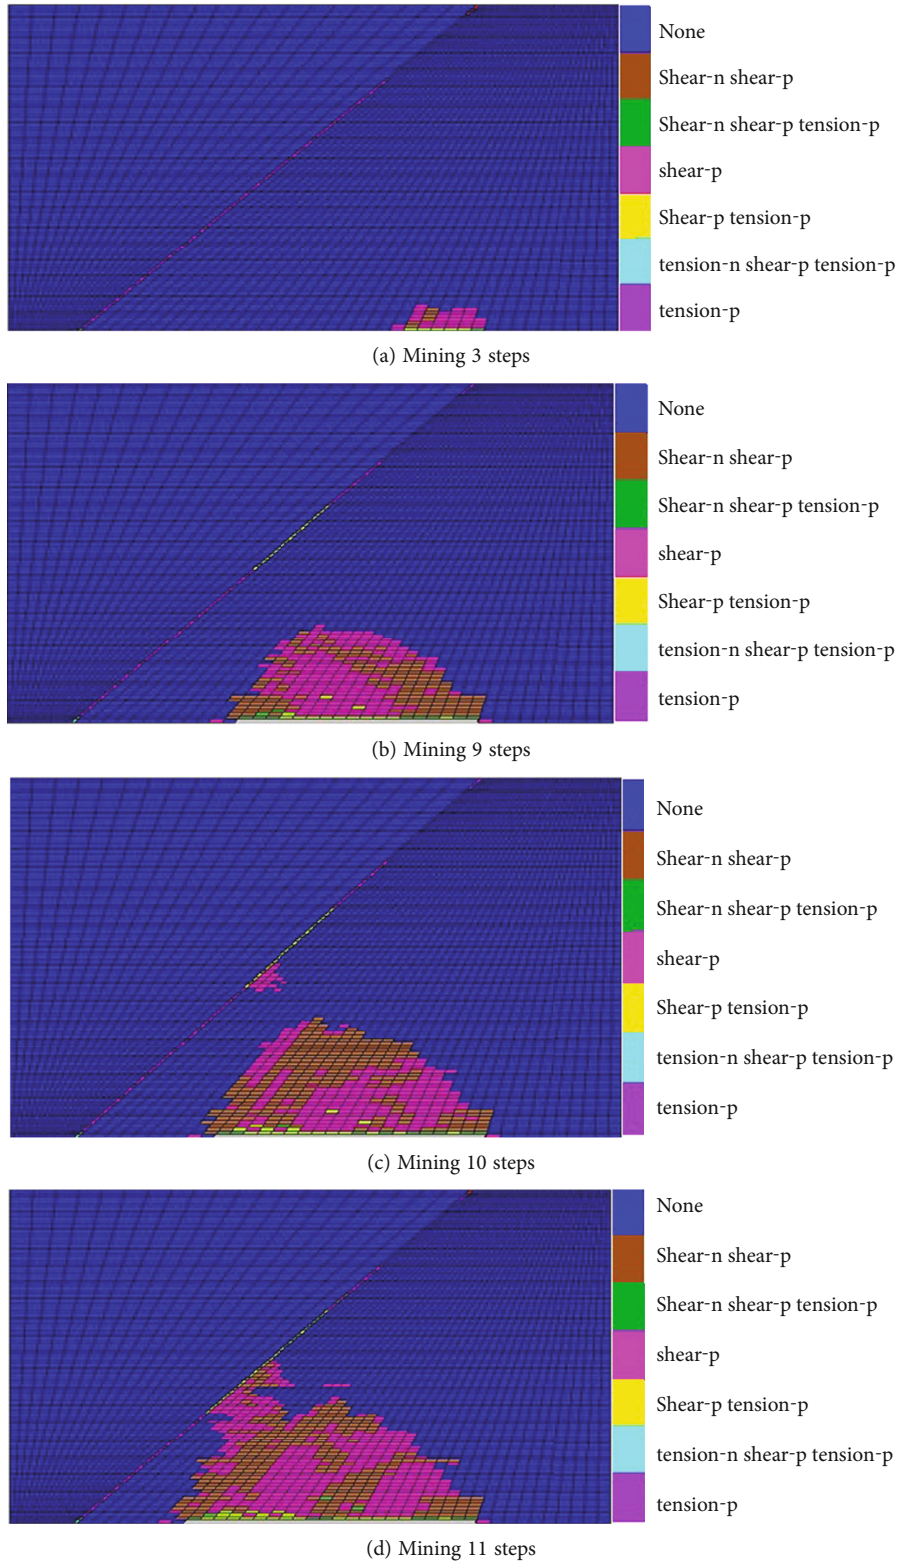 None
Shear-n shear-p
Shear-n shear-p tension-p
shear-p
Shear-p tension-p
tension-n shear-p tension-p
tension-p
(a) Mining 3 steps
None
Shear-n shear-p
Shear-n shear-p tension-p
shear-p
Shear-p tension-p
tension-n shear-p tension-p
tension-p
(b) Mining 9 steps
None
Shear-n shear-p
Shear-n shear-p tension-p
shear-p
Shear-p tension-p
tension-n shear-p tension-p
tension-p
(c) Mining 10 steps
None
Shear-n shear-p
Shear-n shear-p tension-p
shear-p
Shear-p tension-p
tension-n shear-p tension-p
tension-p
(d) Mining 11 steps